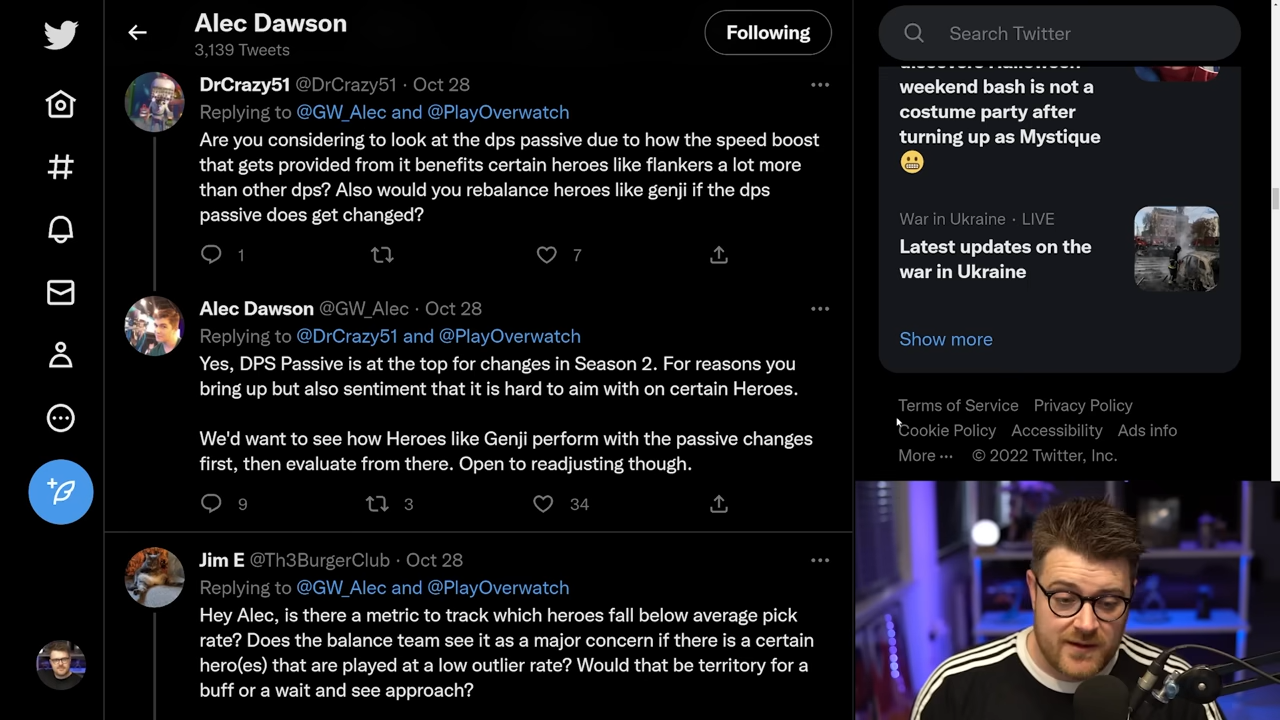 Alec Dawson
3,139 Tweets
Following
DrCrazy51 @DrCrazy51 · Oct 28
Replying to @GW_Alec and @PlayOverwatch
Are you considering to look at the dps passive due to how the speed boost
that gets provided from it benefits certain heroes like flankers a lot more
than other dps? Also would you rebalance heroes like genji if the dps
passive does get changed?
1
7
Alec Dawson @GW_Alec · Oct 28
Replying to @DrCrazy51 and @PlayOverwatch
Yes, DPS Passive is at the top for changes in Season 2. For reasons you
bring up but also sentiment that it is hard to aim with on certain Heroes.
We'd want to see how Heroes like Genji perform with the passive changes
first, then evaluate from there. Open to readjusting though.
9
3
34
Jim E @Th3BurgerClub · Oct 28
Replying to @GW_Alec and @PlayOverwatch
Hey Alec, is there a metric to track which heroes fall below average pick
rate? Does the balance team see it as a major concern if there is a certain
hero(es) that are played at a low outlier rate? Would that be territory for a
buff or a wait and see approach?
Search Twitter
discovers Halloween
weekend bash is not a
costume party after
turning up as Mystique
😬
War in Ukraine · LIVE
Latest updates on the
war in Ukraine
Show more
Terms of Service Privacy Policy
Cookie Policy Accessibility Ads info
More ··· © 2022 Twitter, Inc.